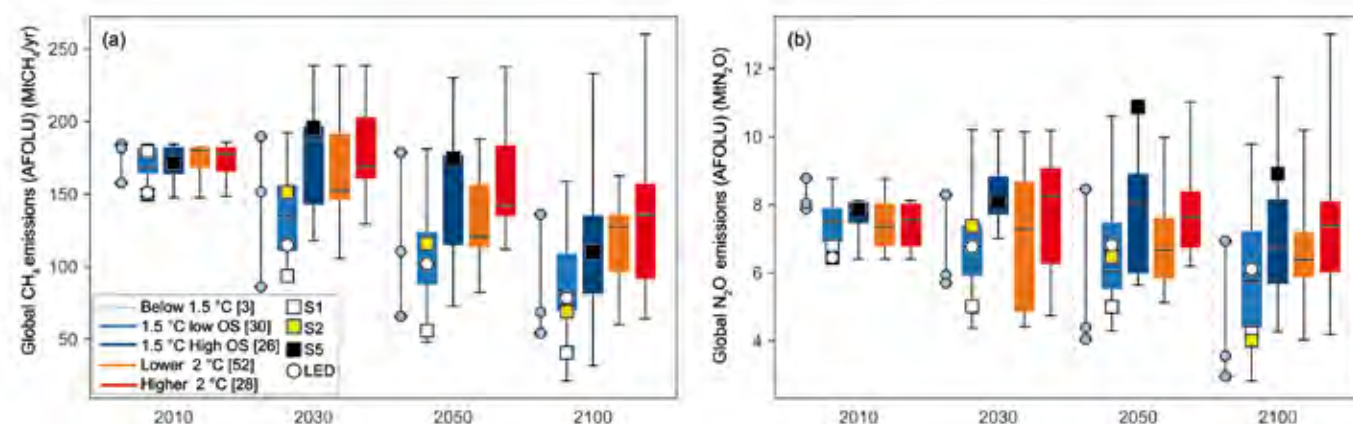 Global CH₄ emissions (AFOLU) (MtCH₄/yr)
(a)
250
200
150
100
50
Below 1.5 °C [3]
1.5 °C low OS [30]
1.5 °C High OS [26]
Lower 2 °C [52]
Higher 2 °C [28]
S1
S2
S5
LED
2010 2030 2050 2100
Global N₂O emissions (AFOLU) (MtN₂O)
(b)
12
10
8
6
4
2010 2030 2050 2100